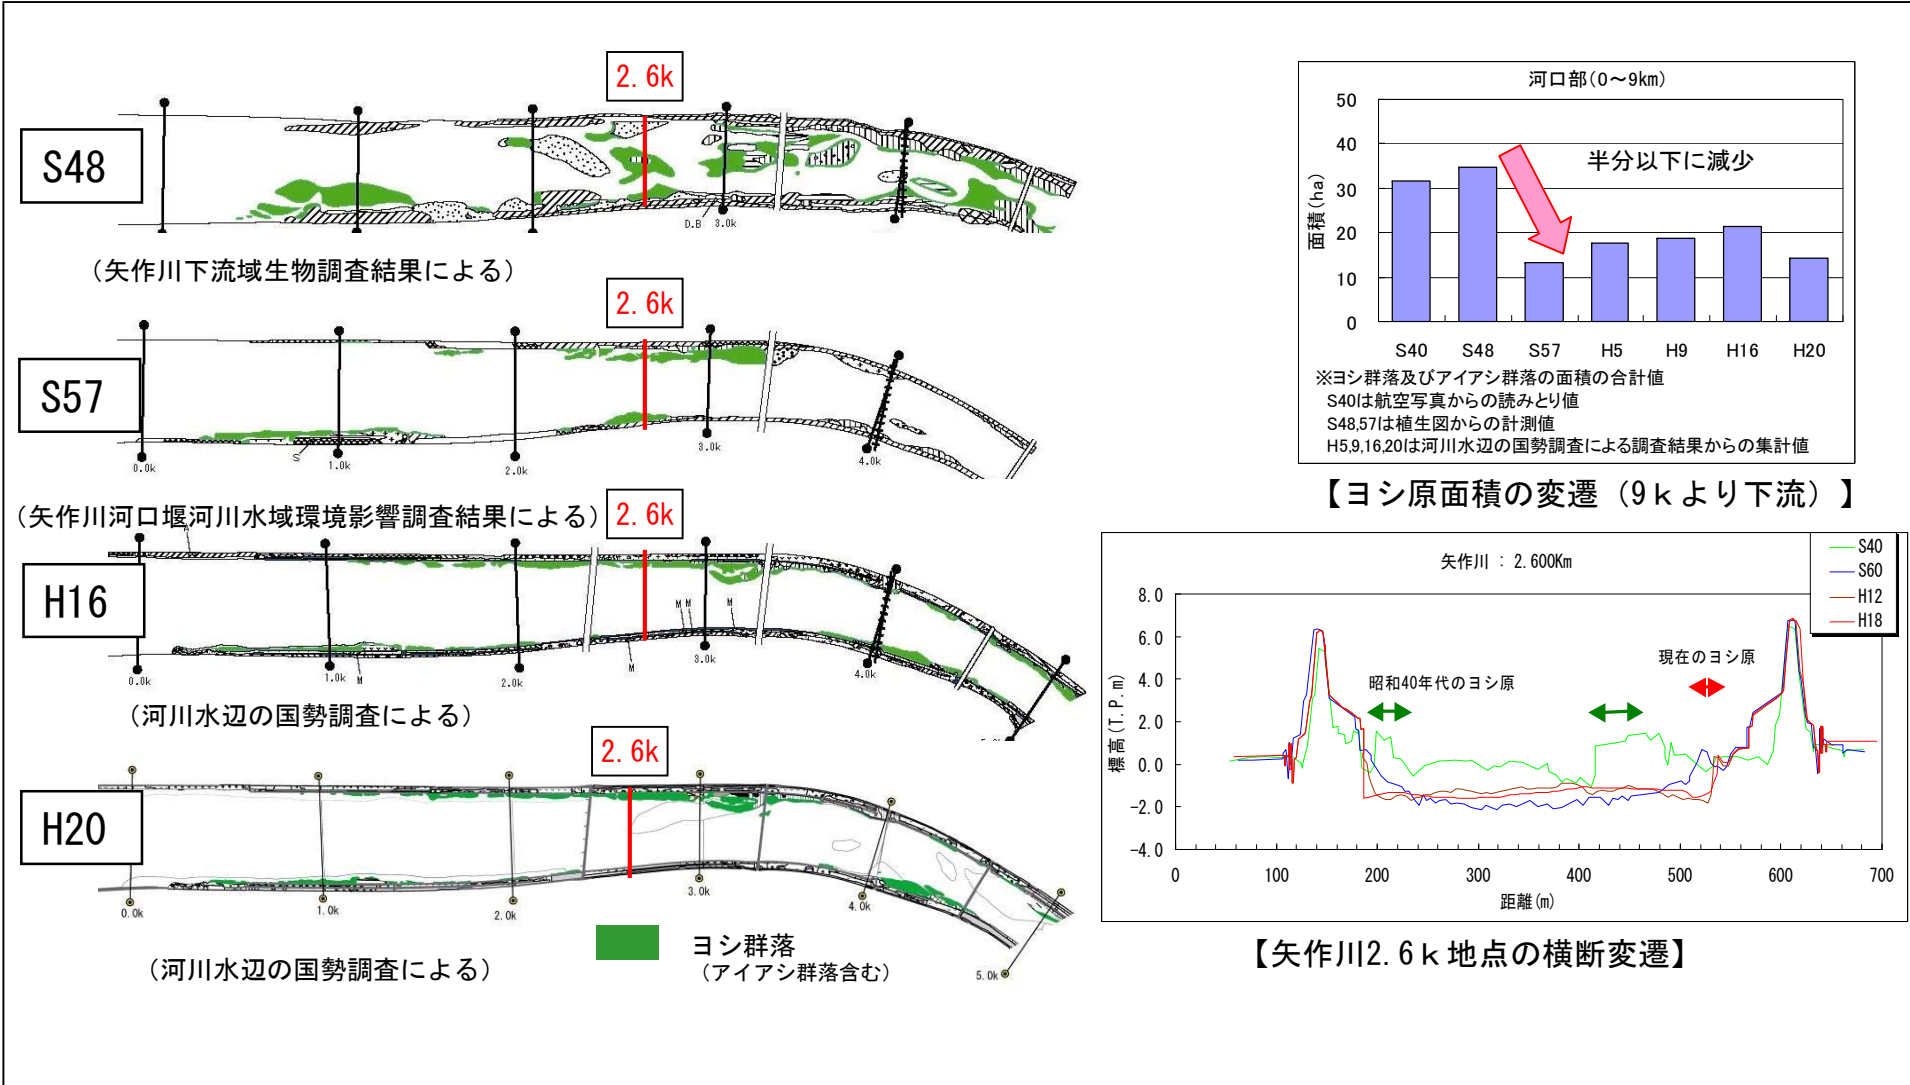 2.6k
S48
D.B
3.0k
(矢作川下流域生物調査結果による)
2.6k
S57
S
0.0k
1.0k
2.0k
3.0k
4.0k
(矢作川河口堰河川水域環境影響調査結果による)
2.6k
A
H16
M
M
M
M
M
0.0k
1.0k
2.0k
3.0k
4.0k
(河川水辺の国勢調査による)
2.6k
H20
0.0k
1.0k
2.0k
3.0k
4.0k
5.0k
(河川水辺の国勢調査による)
ヨシ群落
(アイアシ群落含む)
河口部(0～9km)
面積(ha)
50
40
30
20
10
0
半分以下に減少
S40 S48 S57 H5 H9 H16 H20
※ヨシ群落及びアイアシ群落の面積の合計値
S40は航空写真からの読みとり値
S48,57は植生図からの計測値
H5,9,16,20は河川水辺の国勢調査による調査結果からの集計値
【ヨシ原面積の変遷（9ｋより下流）】
矢作川 : 2.600Km
S40
S60
H12
H18
標高(T.P.m)
8.0
6.0
4.0
2.0
0.0
-2.0
-4.0
昭和40年代のヨシ原
現在のヨシ原
0 100 200 300 400 500 600 700
距離(m)
【矢作川2.6ｋ地点の横断変遷】